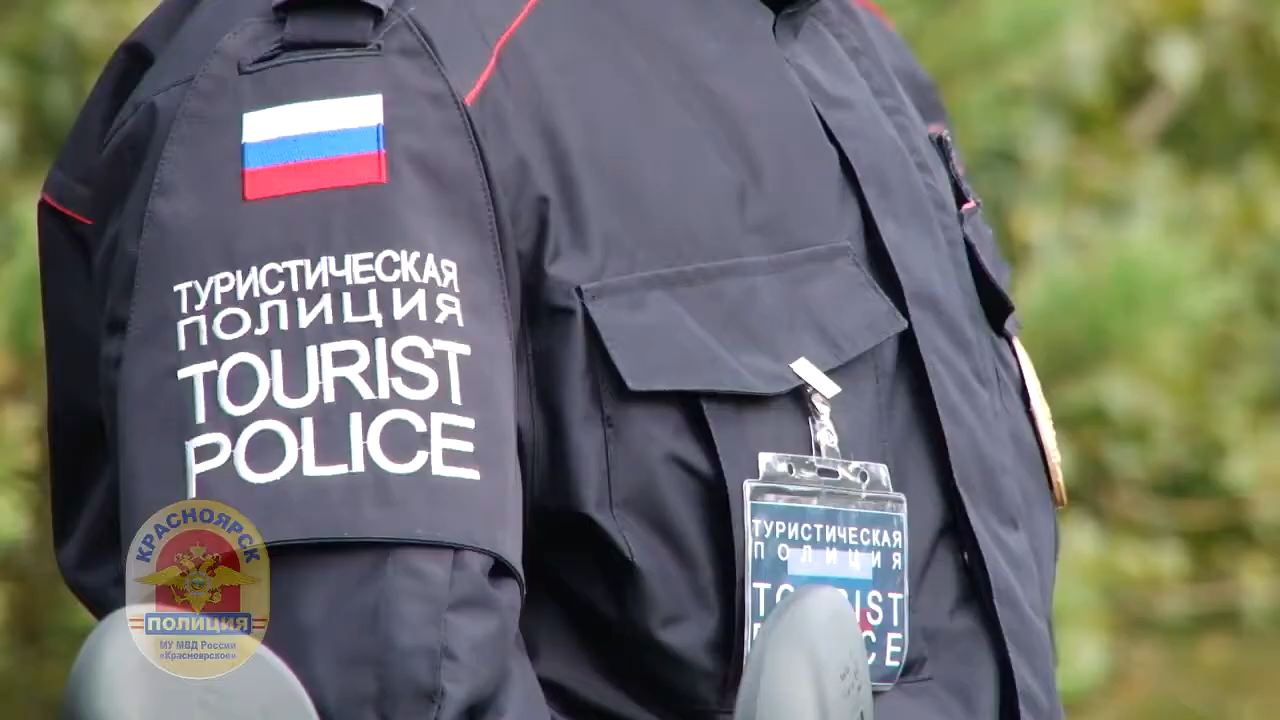 ТУРИСТИЧЕСКАЯ
ПОЛИЦИЯ
TOURIST
POLICE
ТУРИСТИЧЕСКАЯ
ПОЛИЦИЯ
КРАСНОЯРСК
ПОЛИЦИЯ
МУ МВД России
«Красноярское»